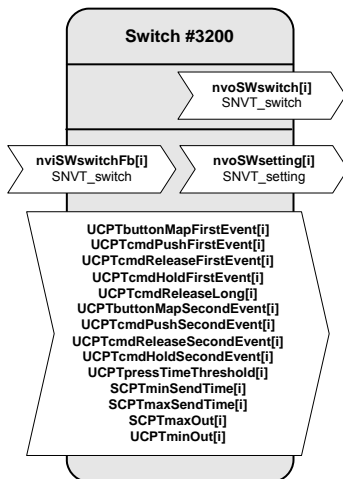 Switch #3200
nvoSWswitch[i]
SNVT_switch
nviSWswitchFb[i]
SNVT_switch
nvoSWsetting[i]
SNVT_setting
UCPTbuttonMapFirstEvent[i]
UCPTcmdPushFirstEvent[i]
UCPTcmdReleaseFirstEvent[i]
UCPTcmdHoldFirstEvent[i]
UCPTcmdReleaseLong[i]
UCPTbuttonMapSecondEvent[i]
UCPTcmdPushSecondEvent[i]
UCPTcmdReleaseSecondEvent[i]
UCPTcmdHoldSecondEvent[i]
UCPTpressTimeThreshold[i]
SCPTminSendTime[i]
SCPTmaxSendTime[i]
SCPTmaxOut[i]
UCPTminOut[i]